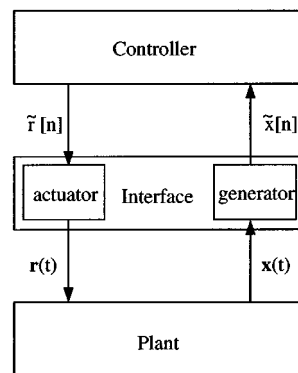 Controller
r̃[n] x̃[n]
actuator Interface generator
r(t) x(t)
Plant